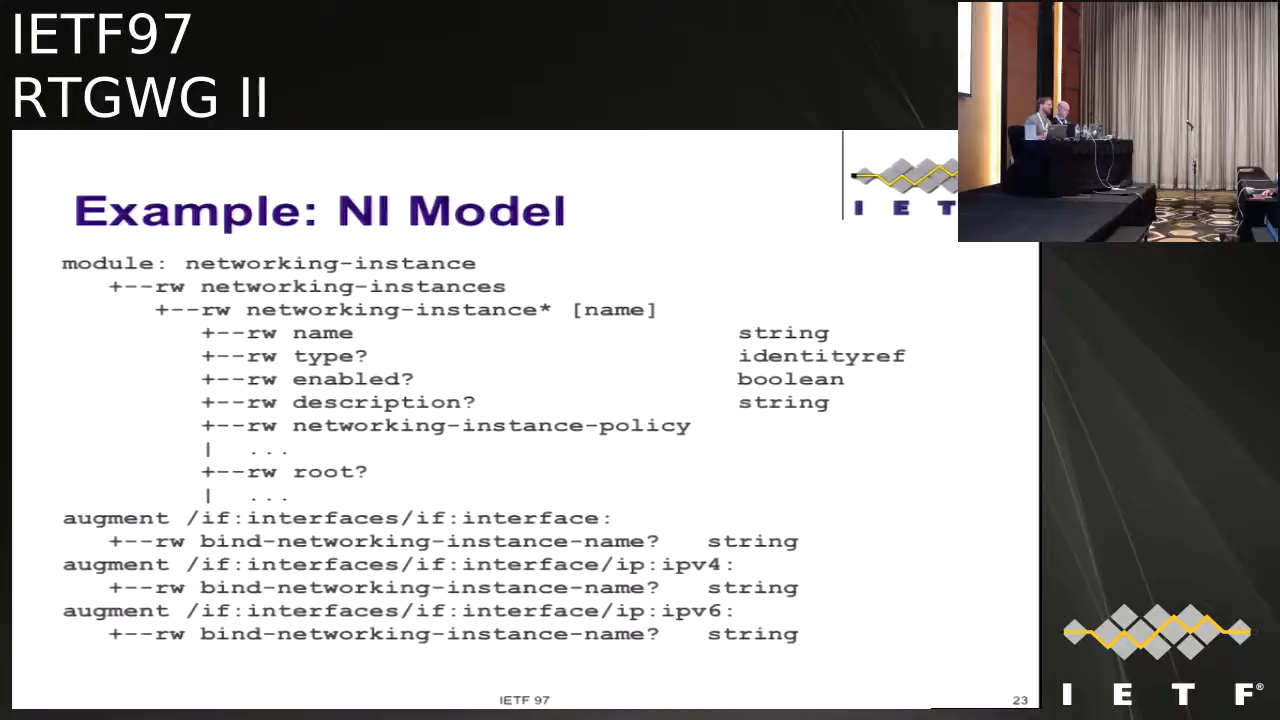 IETF97
RTGWG II
I E T
Example: NI Model
module: networking-instance
+--rw networking-instances
+--rw networking-instance* [name]
+--rw name string
+--rw type? identityref
+--rw enabled? boolean
+--rw description? string
+--rw networking-instance-policy
| ...
+--rw root?
| ...
augment /if:interfaces/if:interface:
+--rw bind-networking-instance-name? string
augment /if:interfaces/if:interface/ip:ipv4:
+--rw bind-networking-instance-name? string
augment /if:interfaces/if:interface/ip:ipv6:
+--rw bind-networking-instance-name? string
IETF 97
23
I E T F®